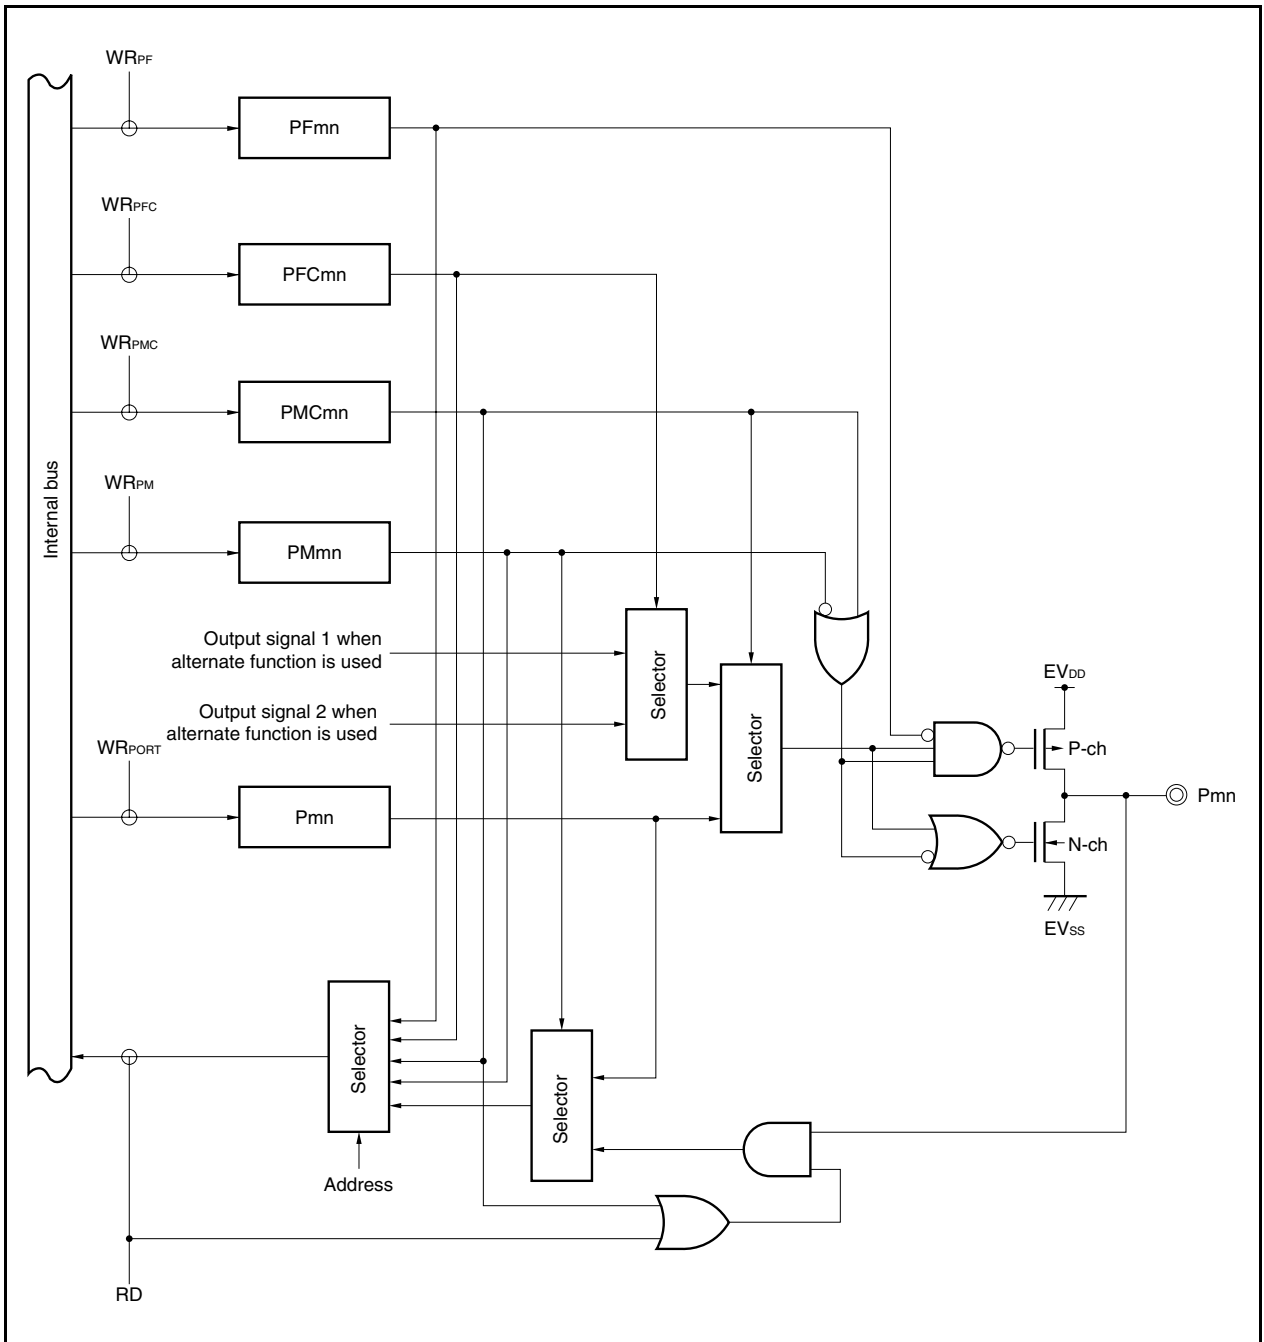 WRPF
PFmn
WRPFC
PFCmn
WRPMC
PMCmn
Internal bus
WRPM
PMmn
Output signal 1 when
alternate function is used
Selector
EVDD
Output signal 2 when
alternate function is used
Selector
P-ch
WRPORT
Pmn
Pmn
N-ch
EVSS
Selector
Selector
Address
RD